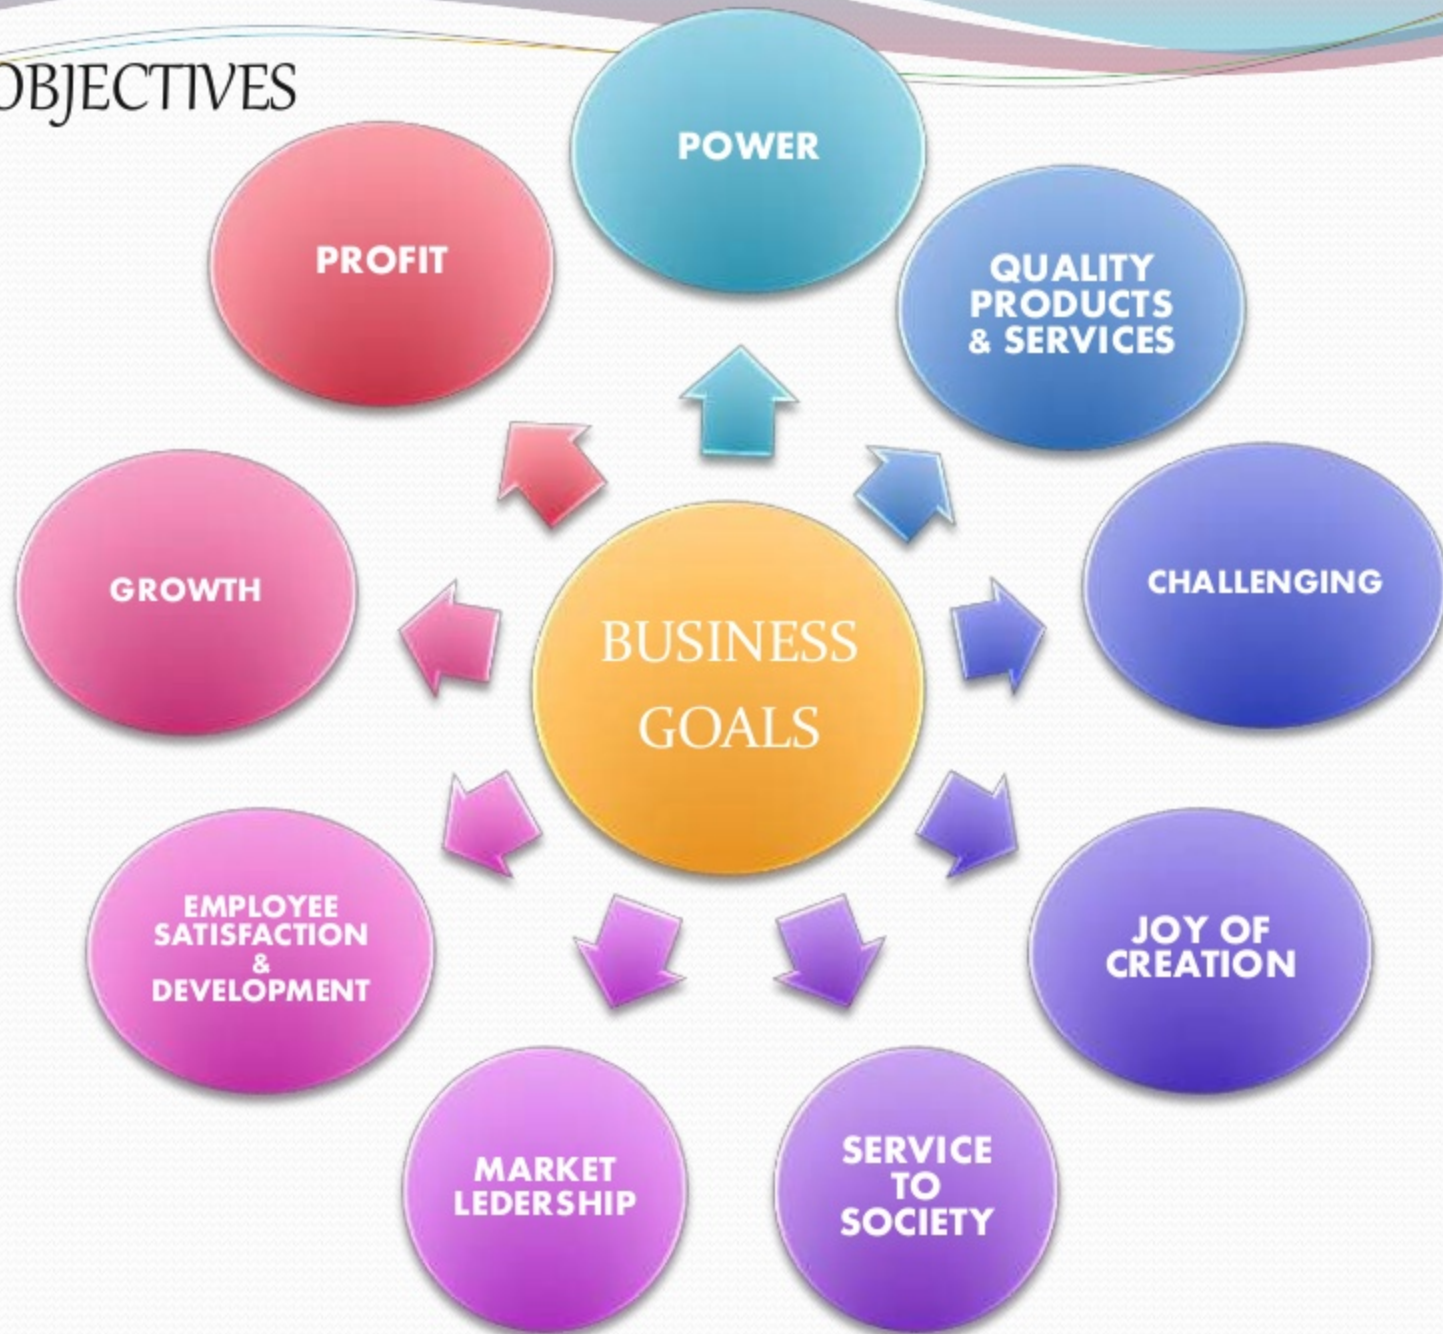 OBJECTIVES
POWER
PROFIT
QUALITY
PRODUCTS
& SERVICES
GROWTH
CHALLENGING
BUSINESS
GOALS
EMPLOYEE
SATISFACTION
&
DEVELOPMENT
JOY OF
CREATION
MARKET
LEDERSHIP
SERVICE
TO
SOCIETY